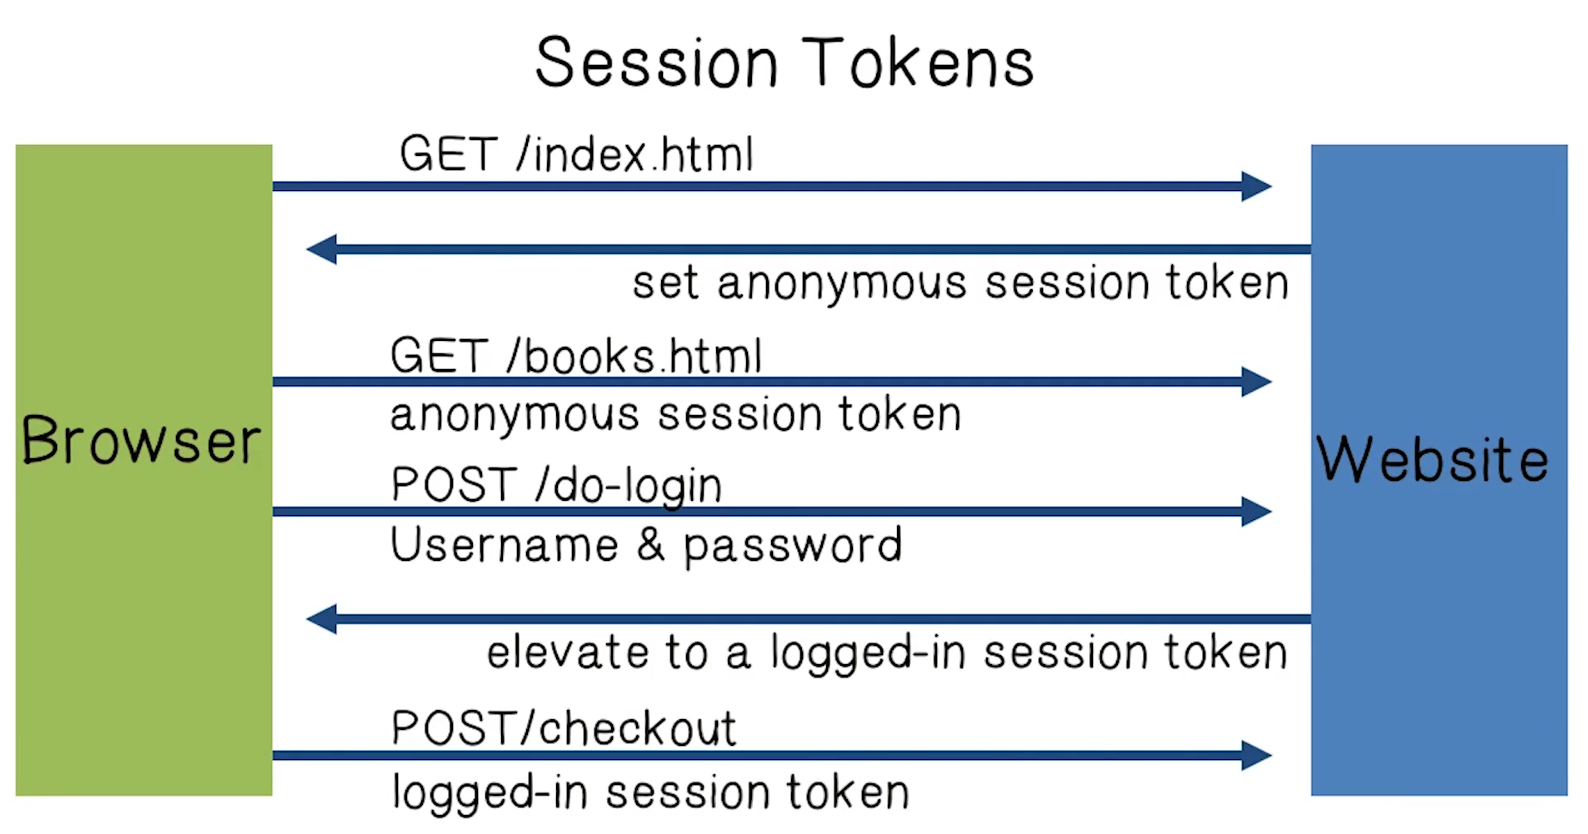 Session Tokens
GET /index.html
set anonymous session token
GET /books.html
anonymous session token
Browser
Website
POST /do-login
Username & password
elevate to a logged-in session token
POST/checkout
logged-in session token